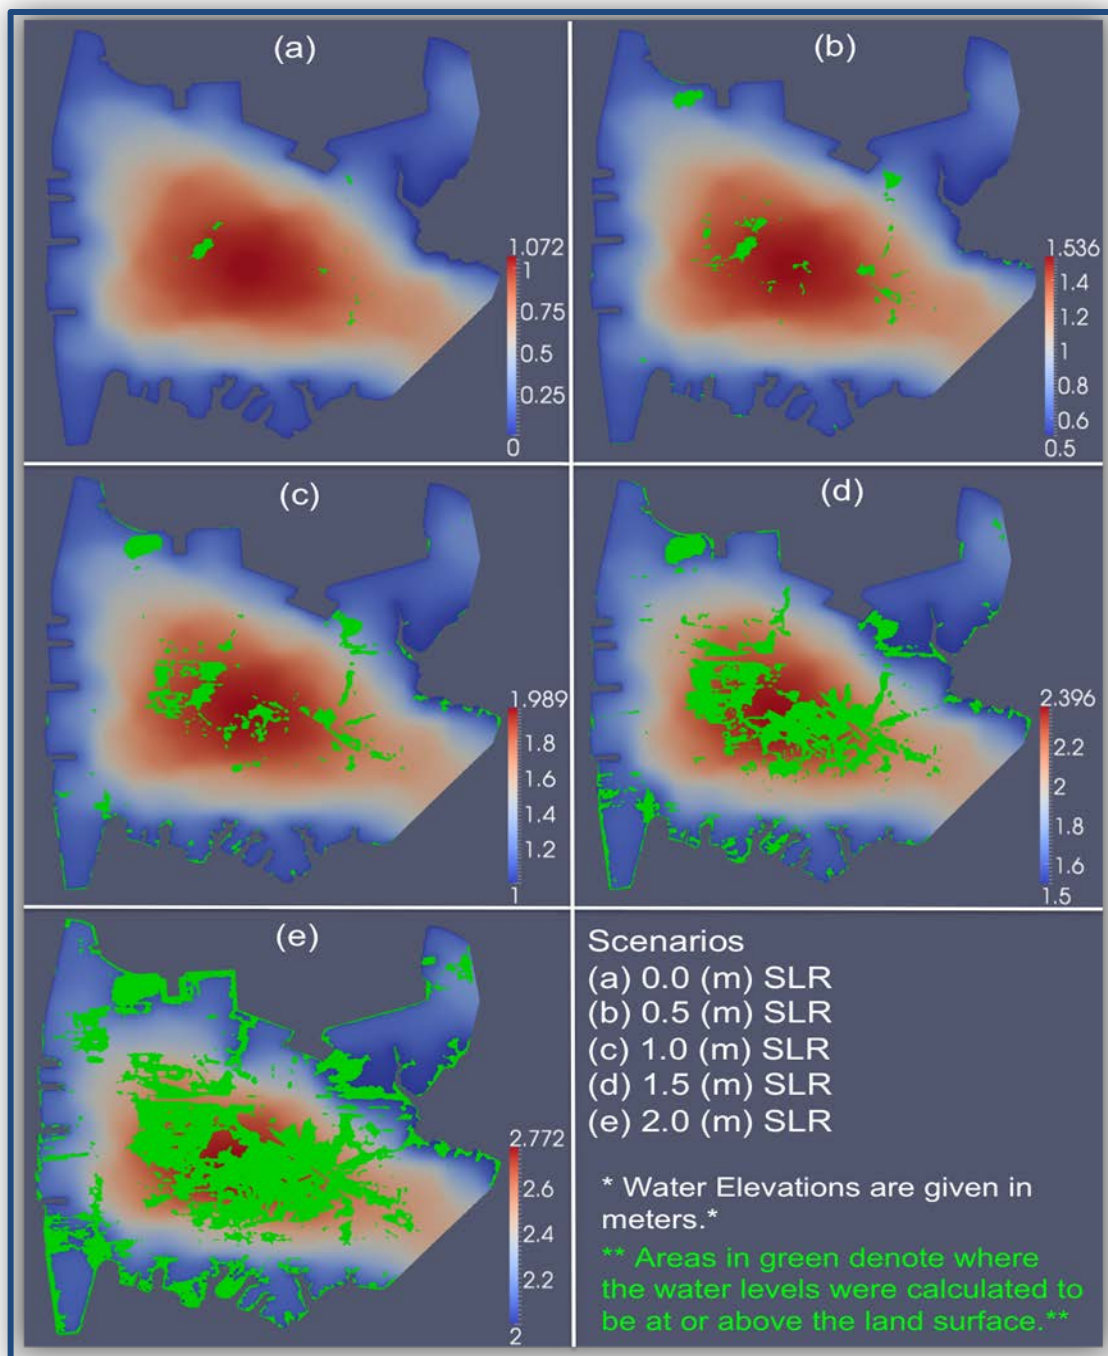 (a)
1.072
1
0.75
0.5
0.25
0
(b)
1.536
1.4
1.2
1
0.8
0.6
0.5
(c)
1.989
1.8
1.6
1.4
1.2
1
(d)
2.396
2.2
2
1.8
1.6
1.5
(e)
2.772
2.6
2.4
2.2
2
Scenarios
(a) 0.0 (m) SLR
(b) 0.5 (m) SLR
(c) 1.0 (m) SLR
(d) 1.5 (m) SLR
(e) 2.0 (m) SLR
* Water Elevations are given in
meters.*
** Areas in green denote where
the water levels were calculated to
be at or above the land surface.**